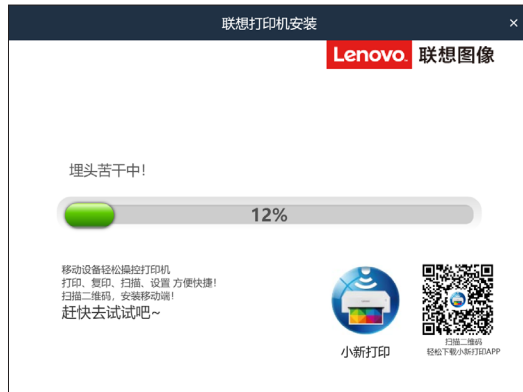 联想打印机安装
×
Lenovo. 联想图像
埋头苦干中!
12%
移动设备轻松操控打印机
打印、复印、扫描、设置 方便快捷!
扫描二维码，安装移动端!
赶快去试试吧~
小新打印
扫描二维码
轻松下载小新打印APP